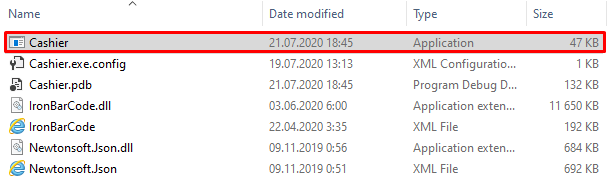 Name Date modified Type Size
Cashier 21.07.2020 18:45 Application 47 KB
Cashier.exe.config 19.07.2020 13:13 XML Configuratio... 1 KB
Cashier.pdb 21.07.2020 18:45 Program Debug D... 132 KB
IronBarCode.dll 03.06.2020 6:00 Application exten... 11 650 KB
IronBarCode 22.04.2020 3:35 XML File 192 KB
Newtonsoft.Json.dll 09.11.2019 0:56 Application exten... 684 KB
Newtonsoft.Json 09.11.2019 0:51 XML File 692 KB